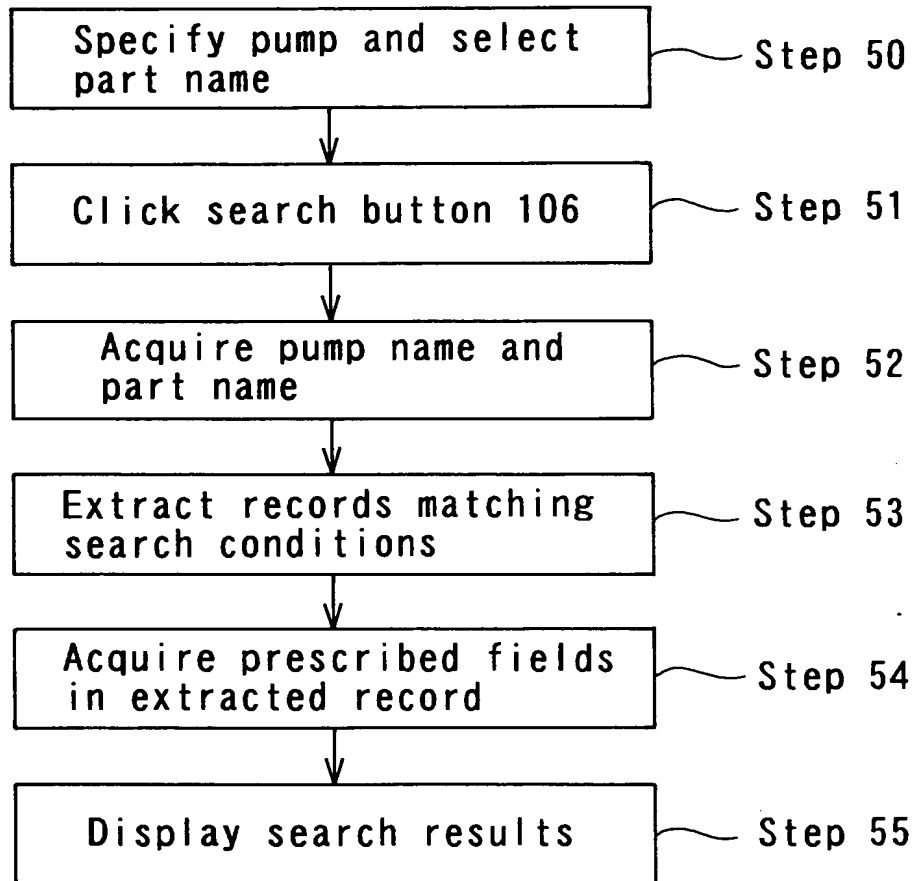 Specify pump and select
part name
Step 50
Click search button 106
Step 51
Acquire pump name and
part name
Step 52
Extract records matching
search conditions
Step 53
Acquire prescribed fields
in extracted record
Step 54
Display search results
Step 55